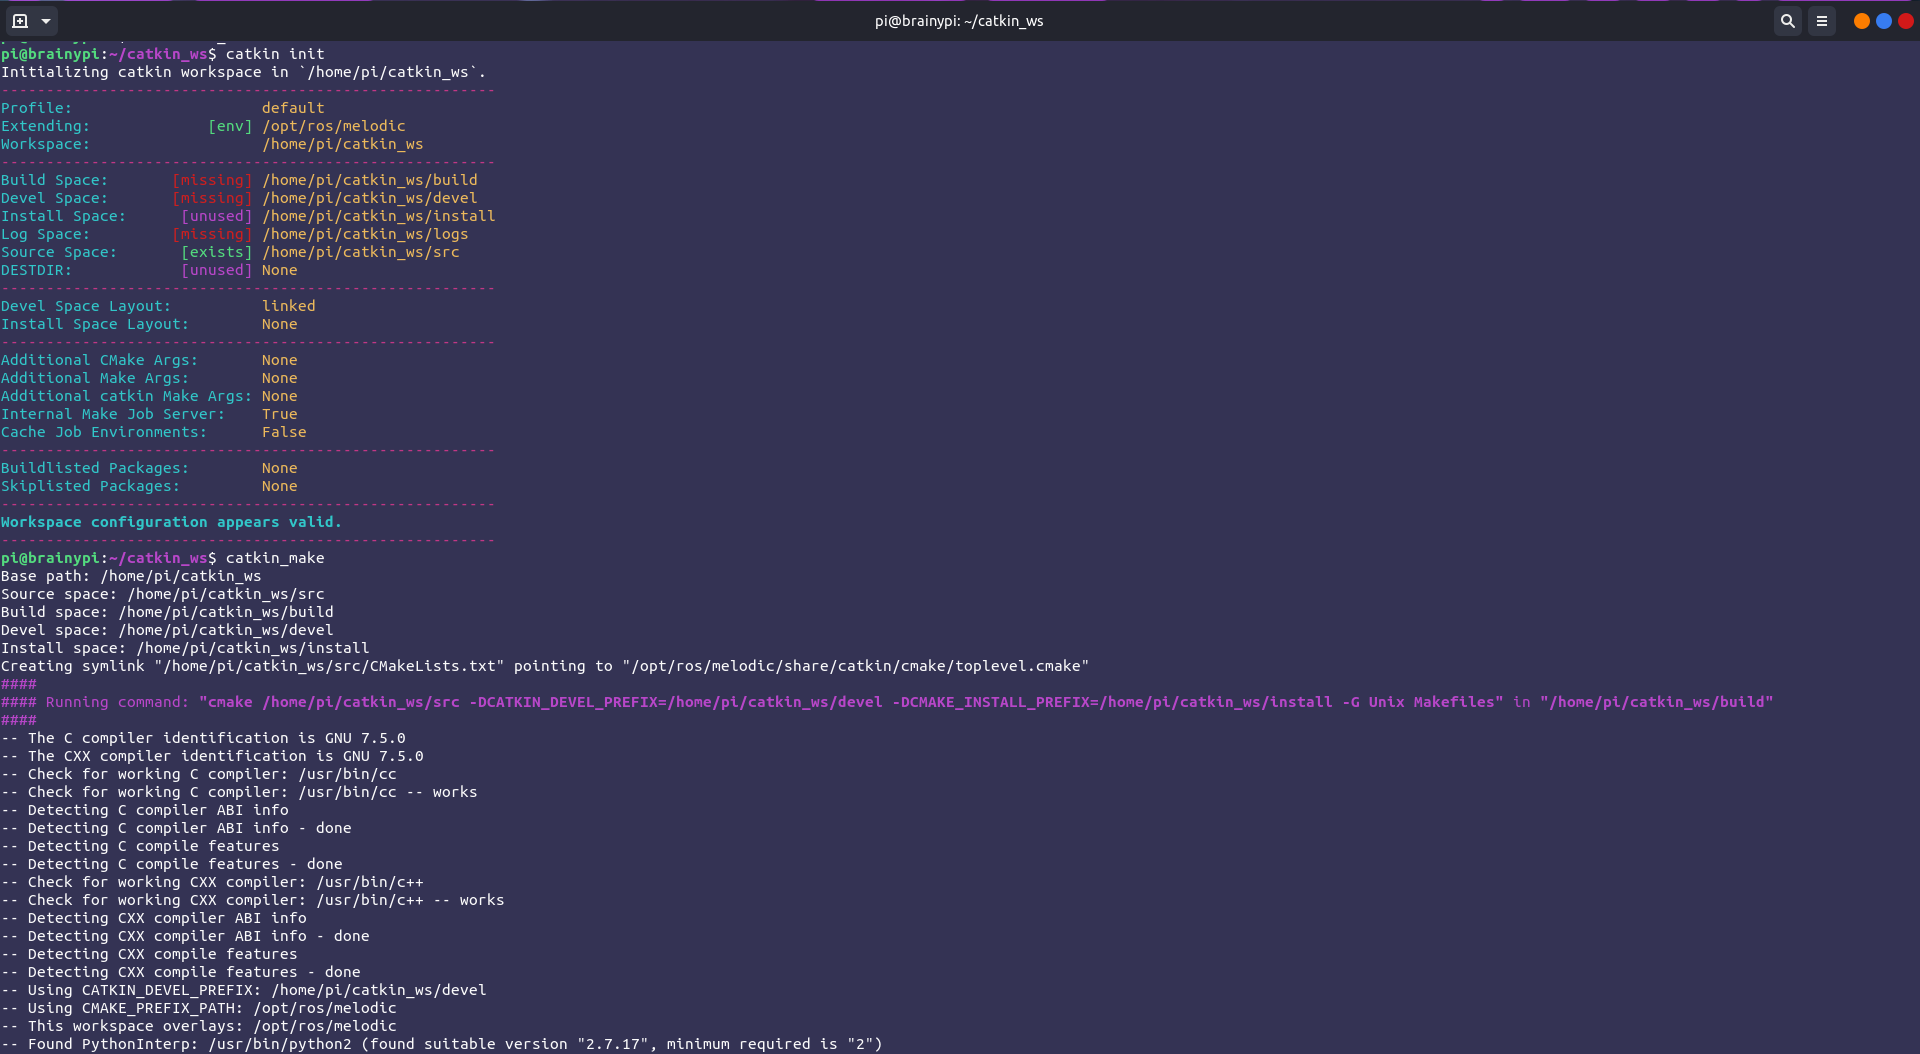 pi@brainypi: ~/catkin_ws
pi@brainypi:~/catkin_ws$ catkin init
Initializing catkin workspace in `/home/pi/catkin_ws`.
-------------------------------------------------------
Profile:                     default
Extending:             [env] /opt/ros/melodic
Workspace:                   /home/pi/catkin_ws
-------------------------------------------------------
Build Space:       [missing] /home/pi/catkin_ws/build
Devel Space:       [missing] /home/pi/catkin_ws/devel
Install Space:      [unused] /home/pi/catkin_ws/install
Log Space:         [missing] /home/pi/catkin_ws/logs
Source Space:       [exists] /home/pi/catkin_ws/src
DESTDIR:            [unused] None
-------------------------------------------------------
Devel Space Layout:          linked
Install Space Layout:        None
-------------------------------------------------------
Additional CMake Args:       None
Additional Make Args:        None
Additional catkin Make Args: None
Internal Make Job Server:    True
Cache Job Environments:      False
-------------------------------------------------------
Buildlisted Packages:        None
Skiplisted Packages:         None
-------------------------------------------------------
Workspace configuration appears valid.
-------------------------------------------------------
pi@brainypi:~/catkin_ws$ catkin_make
Base path: /home/pi/catkin_ws
Source space: /home/pi/catkin_ws/src
Build space: /home/pi/catkin_ws/build
Devel space: /home/pi/catkin_ws/devel
Install space: /home/pi/catkin_ws/install
Creating symlink "/home/pi/catkin_ws/src/CMakeLists.txt" pointing to "/opt/ros/melodic/share/catkin/cmake/toplevel.cmake"
####
#### Running command: "cmake /home/pi/catkin_ws/src -DCATKIN_DEVEL_PREFIX=/home/pi/catkin_ws/devel -DCMAKE_INSTALL_PREFIX=/home/pi/catkin_ws/install -G Unix Makefiles" in "/home/pi/catkin_ws/build"
####
-- The C compiler identification is GNU 7.5.0
-- The CXX compiler identification is GNU 7.5.0
-- Check for working C compiler: /usr/bin/cc
-- Check for working C compiler: /usr/bin/cc -- works
-- Detecting C compiler ABI info
-- Detecting C compiler ABI info - done
-- Detecting C compile features
-- Detecting C compile features - done
-- Check for working CXX compiler: /usr/bin/c++
-- Check for working CXX compiler: /usr/bin/c++ -- works
-- Detecting CXX compiler ABI info
-- Detecting CXX compiler ABI info - done
-- Detecting CXX compile features
-- Detecting CXX compile features - done
-- Using CATKIN_DEVEL_PREFIX: /home/pi/catkin_ws/devel
-- Using CMAKE_PREFIX_PATH: /opt/ros/melodic
-- This workspace overlays: /opt/ros/melodic
-- Found PythonInterp: /usr/bin/python2 (found suitable version "2.7.17", minimum required is "2")